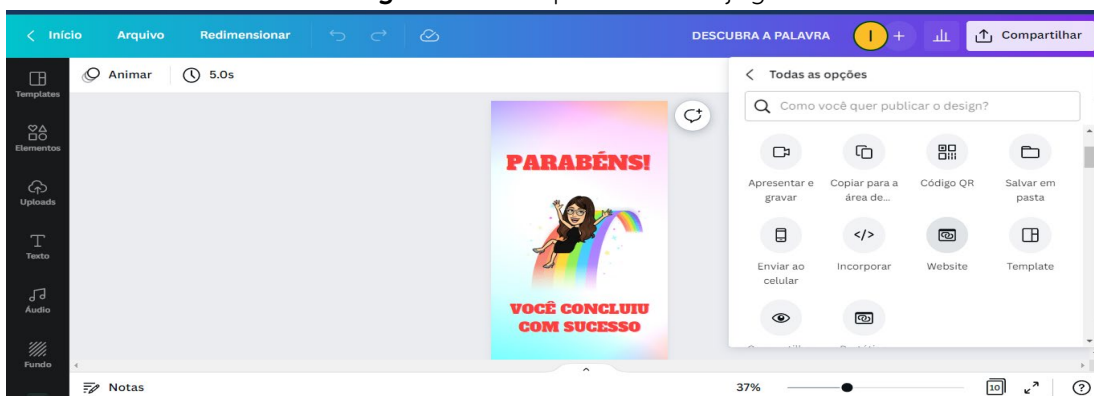 Início Arquivo Redimensionar DESCUBRA A PALAVRA I + Compartilhar
Templates
Elementos
Uploads
Texto
Áudio
Fundo
Animar 5.0s
PARABÉNS!
VOCÊ CONCLUIU
COM SUCESSO
Todas as opções
Como você quer publicar o design?
Apresentar e
gravar
Copiar para a
área de...
Código QR
Salvar em
pasta
Enviar ao
celular
Incorporar
Website
Template
Notas 37% 10 ?